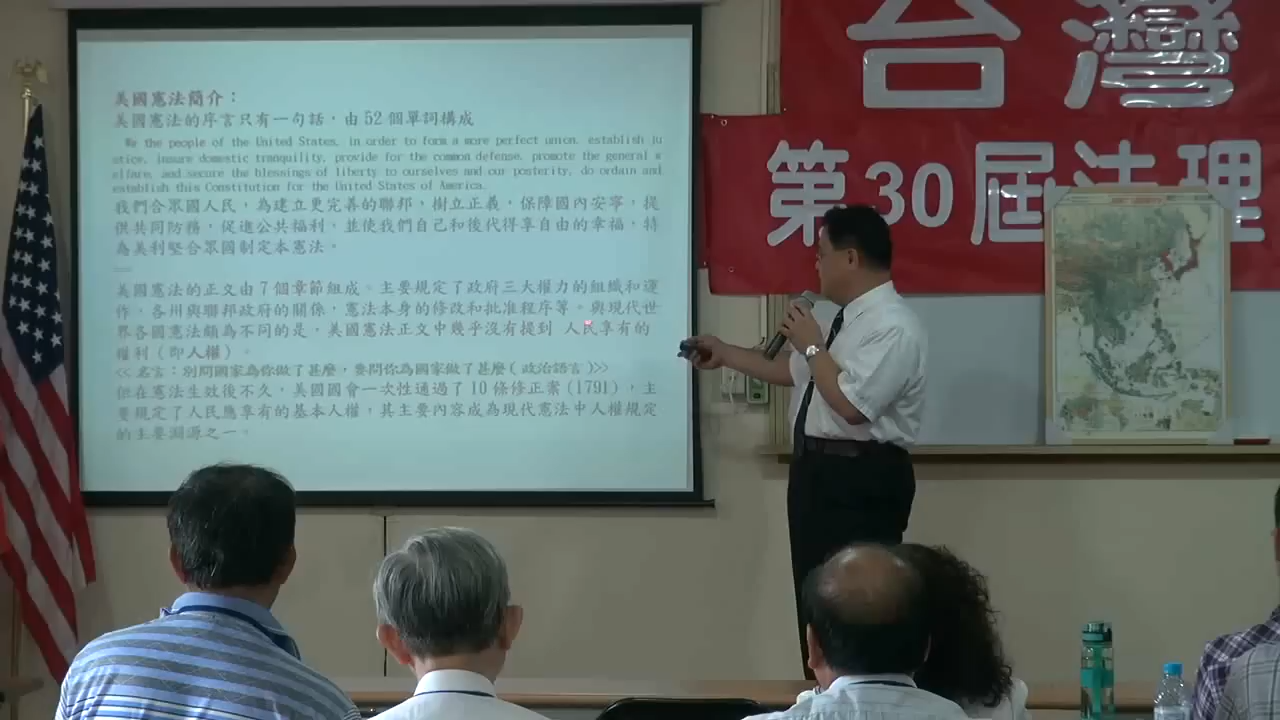 美國憲法簡介：
美國憲法的序言只有一句話，由 52 個單詞構成
We the people of the United States, in order to form a more perfect union, establish ju
stice, insure domestic tranquility, provide for the common defense, promote the general w
elfare, and secure the blessings of liberty to ourselves and our posterity, do ordain and
establish this Constitution for the United States of America.
我們合眾國人民，為建立更完善的聯邦，樹立正義，保障國內安寧，提
供共同防務，促進公共福利，並使我們自己和後代得享自由的幸福，特
為美利堅合眾國制定本憲法。
美國憲法的正文由 7 個章節組成。主要規定了政府三大權力的組織和運
作，各州與聯邦政府的關係，憲法本身的修改和批准程序等。與現代世
界各國憲法頗為不同的是，美國憲法正文中幾乎沒有提到 人民享有的
權利（即人權）。
<<名言：別問國家為你做了甚麼，要問你為國家做了甚麼(政治語言)>>
但在憲法生效後不久，美國國會一次性通過了 10 條修正案（1791），主
要規定了人民應享有的基本人權，其主要內容成為現代憲法中人權規定
的主要淵源之一。
台灣
第30屆法理